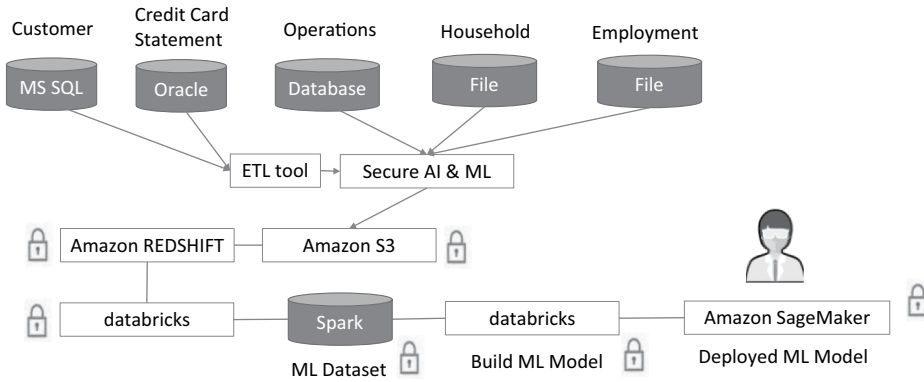 Customer
Credit Card
Statement
Operations
Household
Employment
MS SQL
Oracle
Database
File
File
ETL tool
Secure AI & ML
Amazon REDSHIFT
Amazon S3
databricks
Spark
databricks
Amazon SageMaker
ML Dataset
Build ML Model
Deployed ML Model